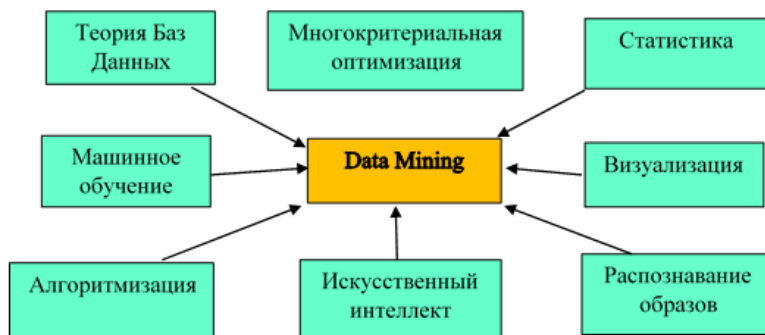 Теория Баз
Данных
Многокритериальная
оптимизация
Статистика
Машинное
обучение
Data Mining
Визуализация
Алгоритмизация
Искусственный
интеллект
Распознавание
образов